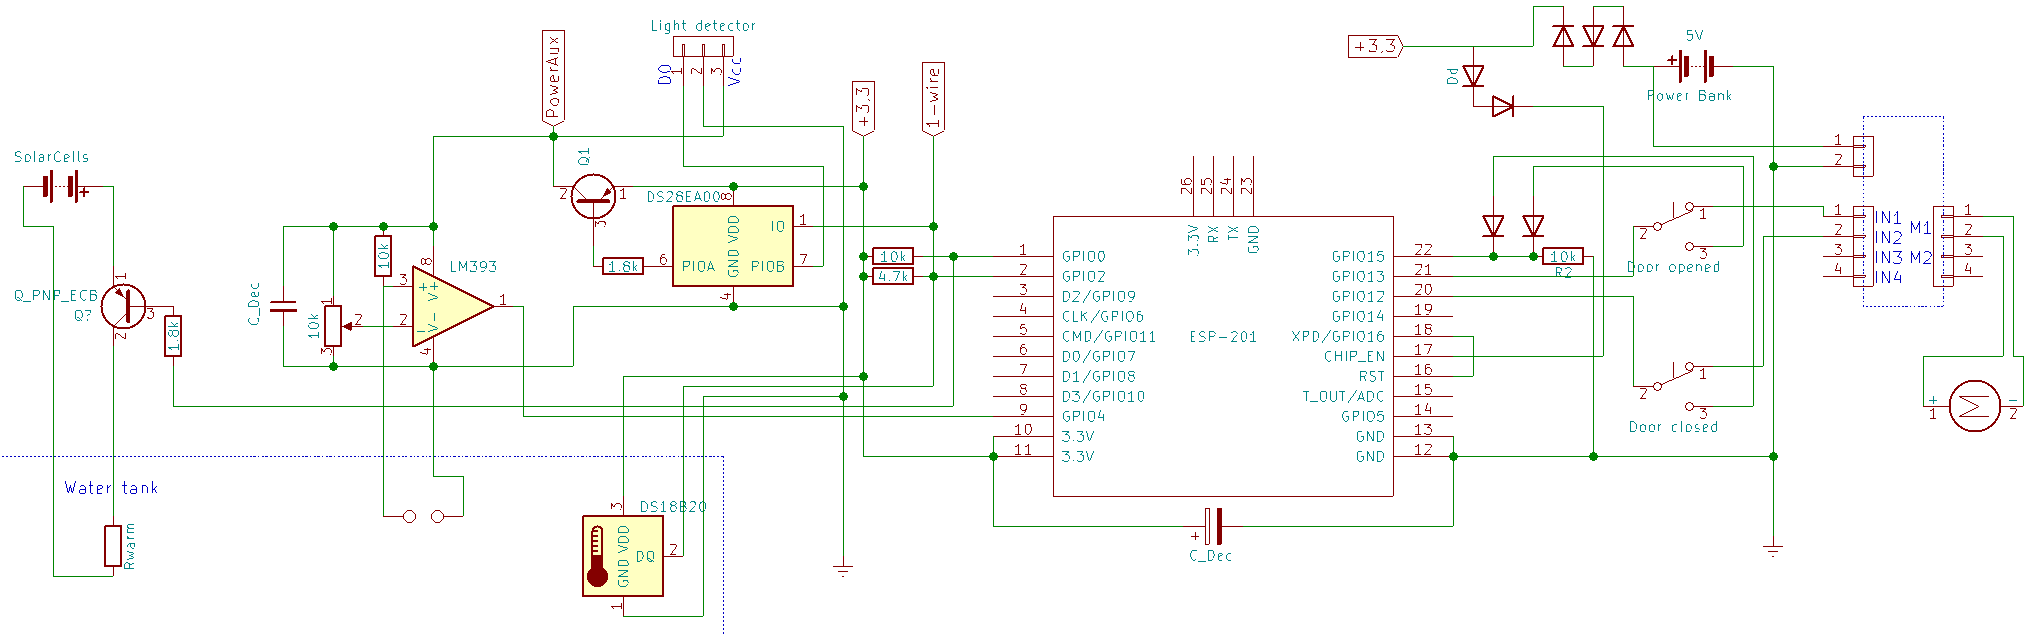 Light detector
DO
1
2
3
Vcc
PowerAux
+3.3
1-wire
SolarCells
+
Q_PNP_ECB
Q?
1
2
3
1.8k
C_Dec
10k
10k
1
2
3
LM393
3
2
+
-
8
V+
V-
4
1
Q1
2
1
3
1.8k
DS28EA00
8
GND VDD
IO
1
6
PIOA
PIOB
7
4
10k
4.7k
Water tank
Rwarm
DS18B20
3
GND VDD
DQ
2
1
ESP-201
26
25
24
23
3.3V
RX
TX
GND
1 GPIO0
2 GPIO2
3 D2/GPIO9
4 CLK/GPIO6
5 CMD/GPIO11
6 D0/GPIO7
7 D1/GPIO8
8 D3/GPIO10
9 GPIO4
10 3.3V
11 3.3V
GPIO15 22
GPIO13 21
GPIO12 20
GPIO14 19
XPD/GPIO16 18
CHIP_EN 17
RST 16
T_OUT/ADC 15
GPIO5 14
GND 13
GND 12
+
C_Dec
+3.3
Dd
5V
+
Power Bank
10k
R2
2
1
3
Door opened
2
1
3
Door closed
1
2
1 IN1
2 IN2
3 IN3
4 IN4
M1
M2
1
2
3
4
+
1
-
2